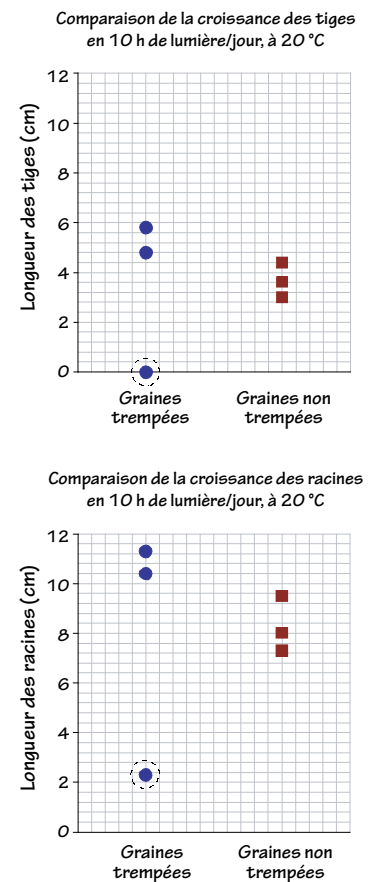 Comparaison de la croissance des tiges
en 10 h de lumière/jour, à 20 °C
Longueur des tiges (cm)
12
10
8
6
4
2
0
Graines
trempées
Graines non
trempées
Comparaison de la croissance des racines
en 10 h de lumière/jour, à 20 °C
Longueur des racines (cm)
12
10
8
6
4
2
0
Graines
trempées
Graines non
trempées